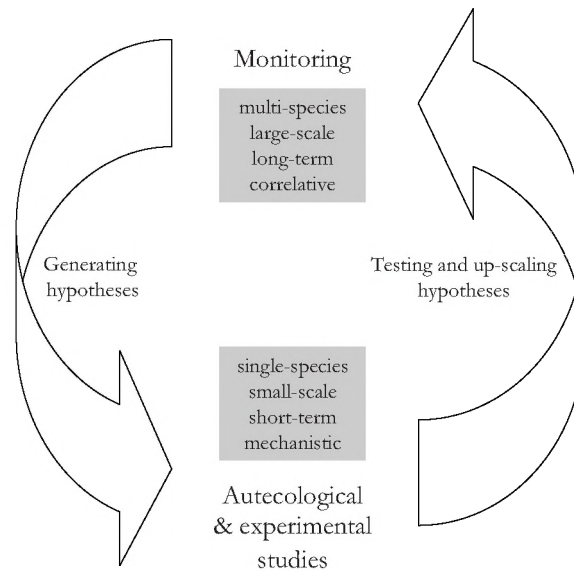 Monitoring
multi-species
large-scale
long-term
correlative
Generating
hypotheses
Testing and up-scaling
hypotheses
single-species
small-scale
short-term
mechanistic
Autecological
& experimental
studies